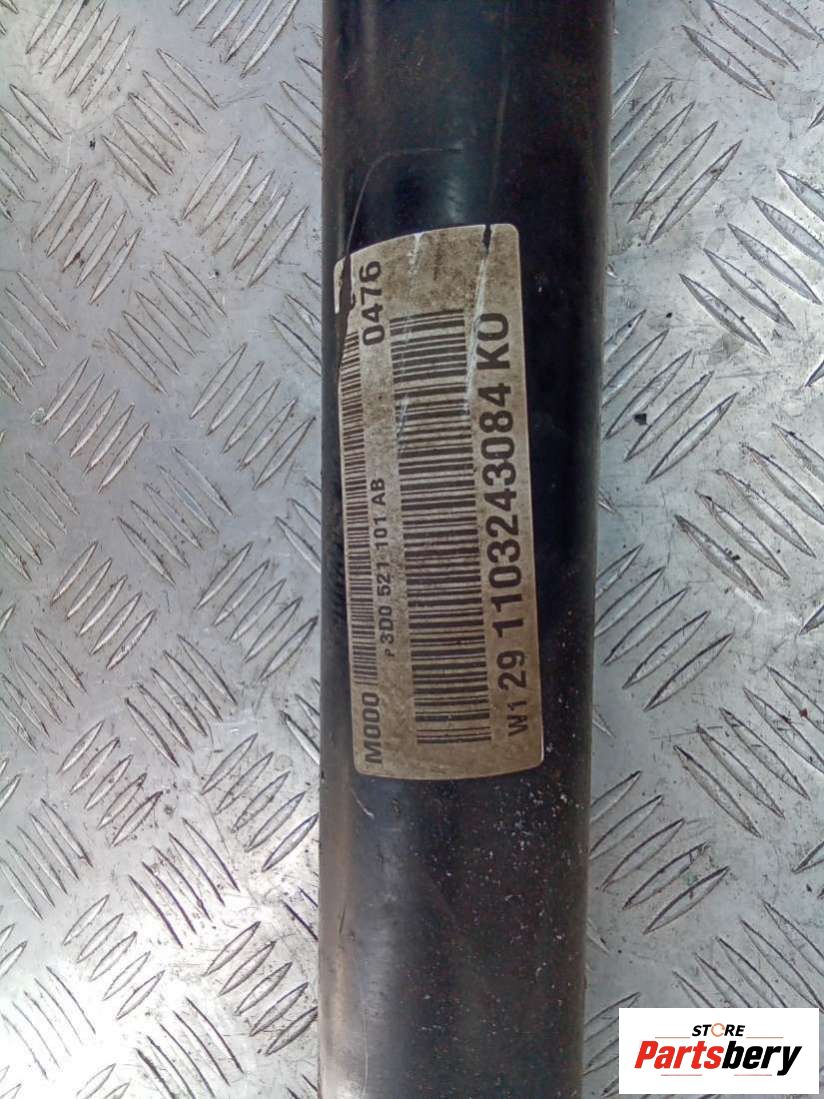 0476
M000
P 3D0 521 101 AB
W1 29 1103243084 KO
STORE
Partsbery